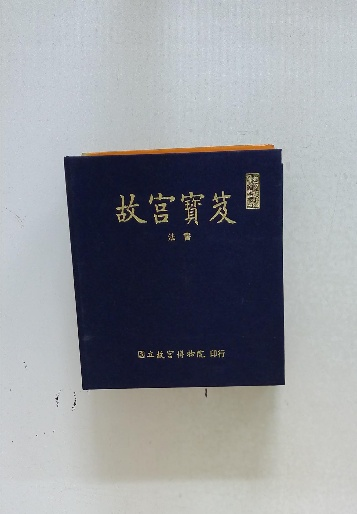 故宮寶笈
法書
國立故宮博物院 印行